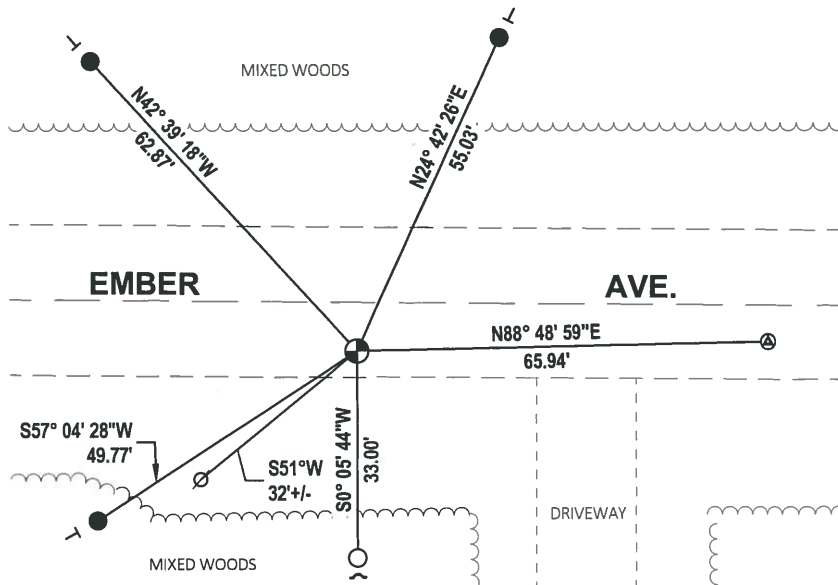 MIXED WOODS
N42° 39' 18"W
62.87'
N24° 42' 26"E
55.03'
EMBER AVE.
N88° 48' 59"E
65.94'
S57° 04' 28"W
49.77'
S51°W
32'+/-
S0° 05' 44"W
33.00'
DRIVEWAY
MIXED WOODS